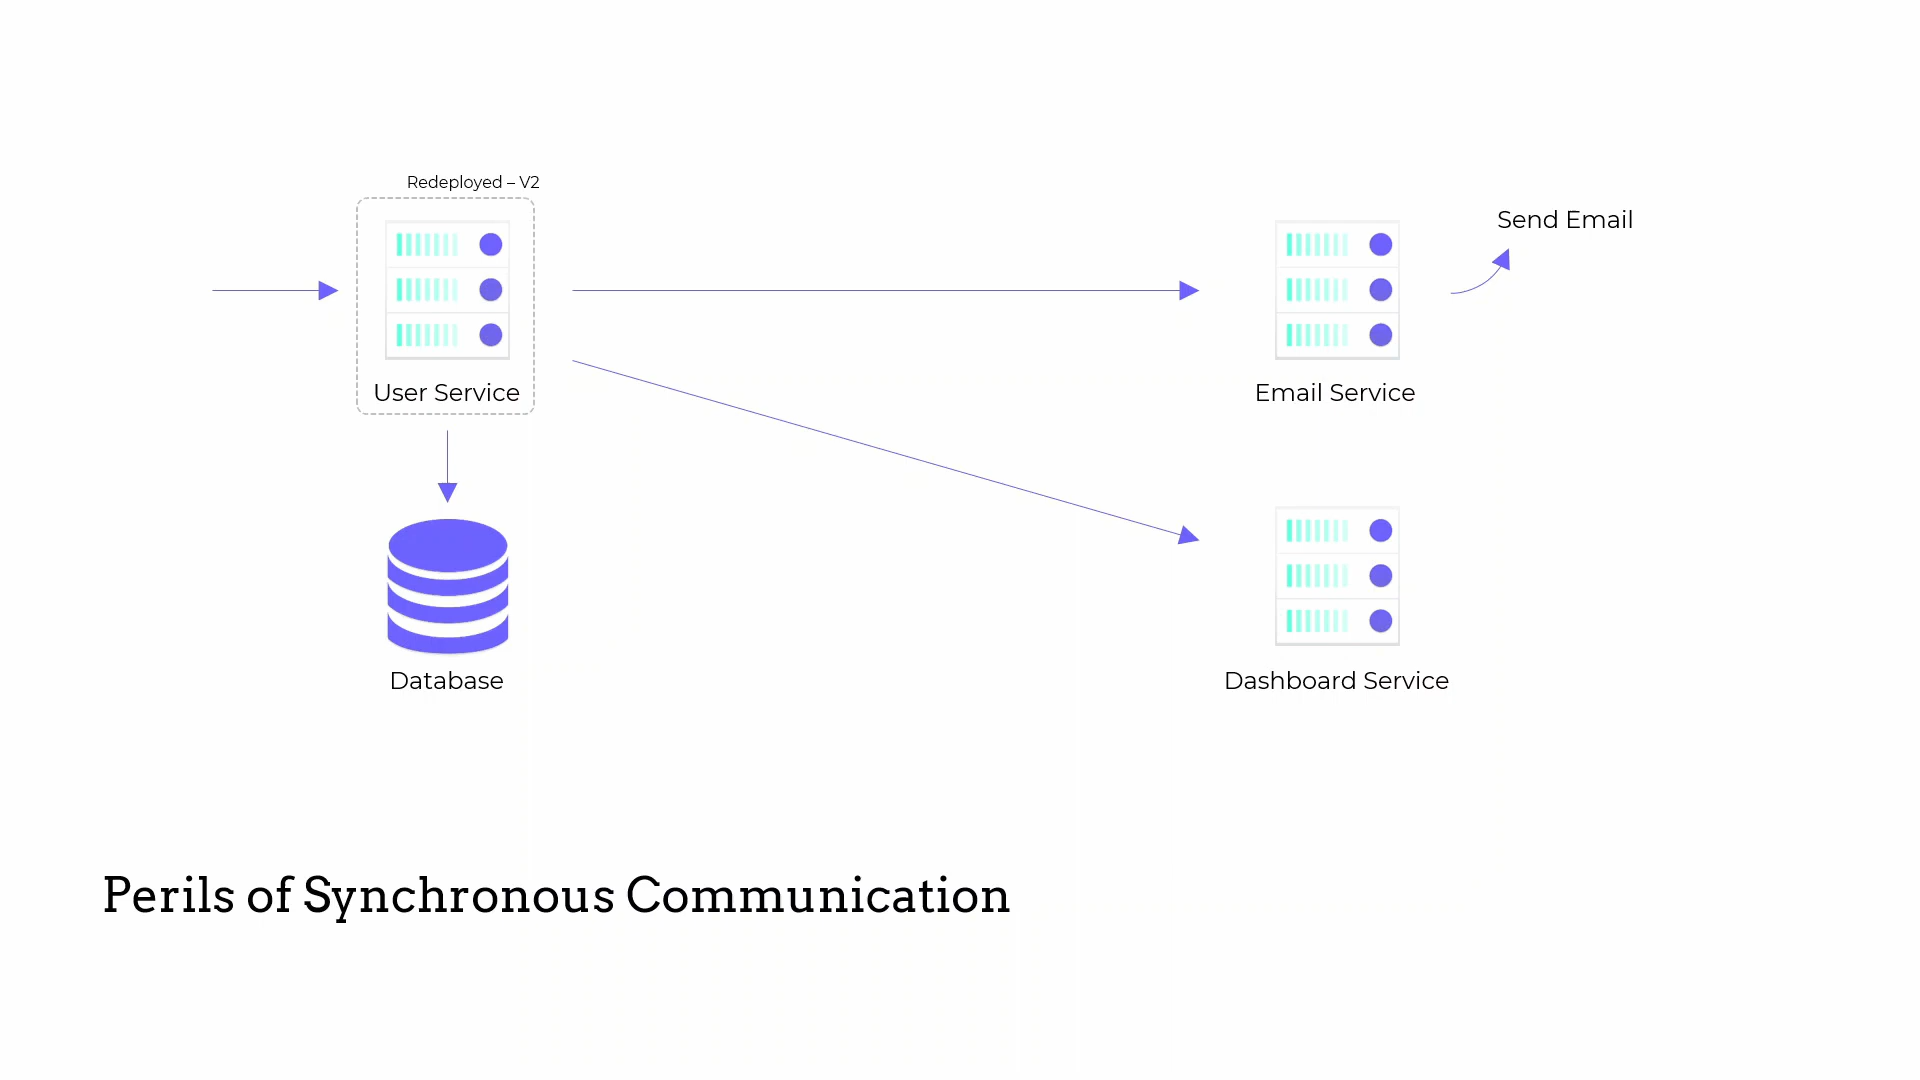 Redeployed – V2
Send Email
User Service
Email Service
Database
Dashboard Service
Perils of Synchronous Communication